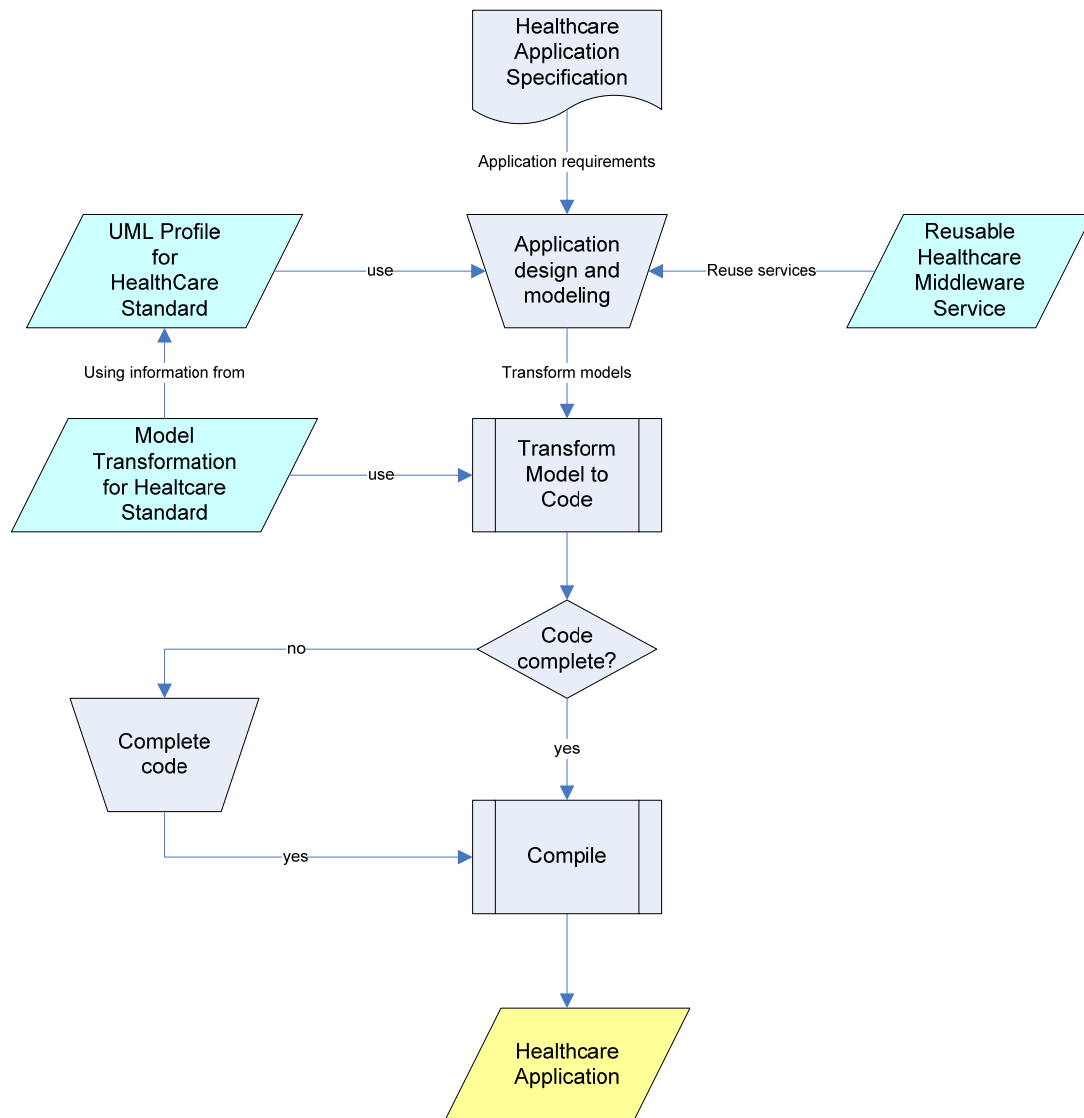 Healthcare
Application
Specification
Application requirements
UML Profile
for
HealthCare
Standard
use
Application
design and
modeling
Reuse services
Reusable
Healthcare
Middleware
Service
Using information from
Transform models
Model
Transformation
for Healtcare
Standard
use
Transform
Model to
Code
Code
complete?
no
yes
Complete
code
yes
Compile
Healthcare
Application